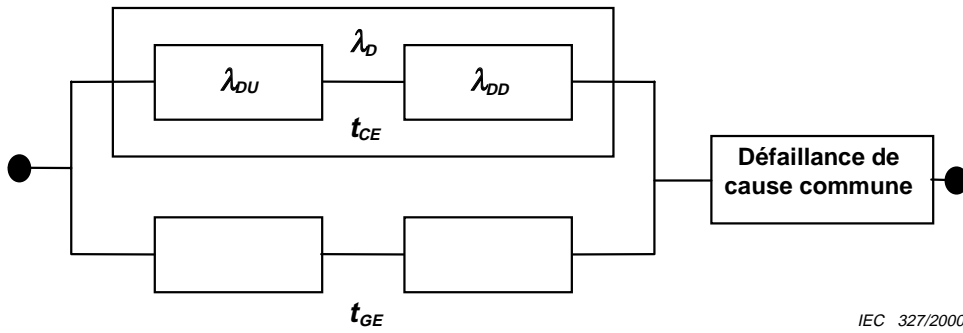 λD
λDU
λDD
tCE
Défaillance de
cause commune
tGE
IEC 327/2000